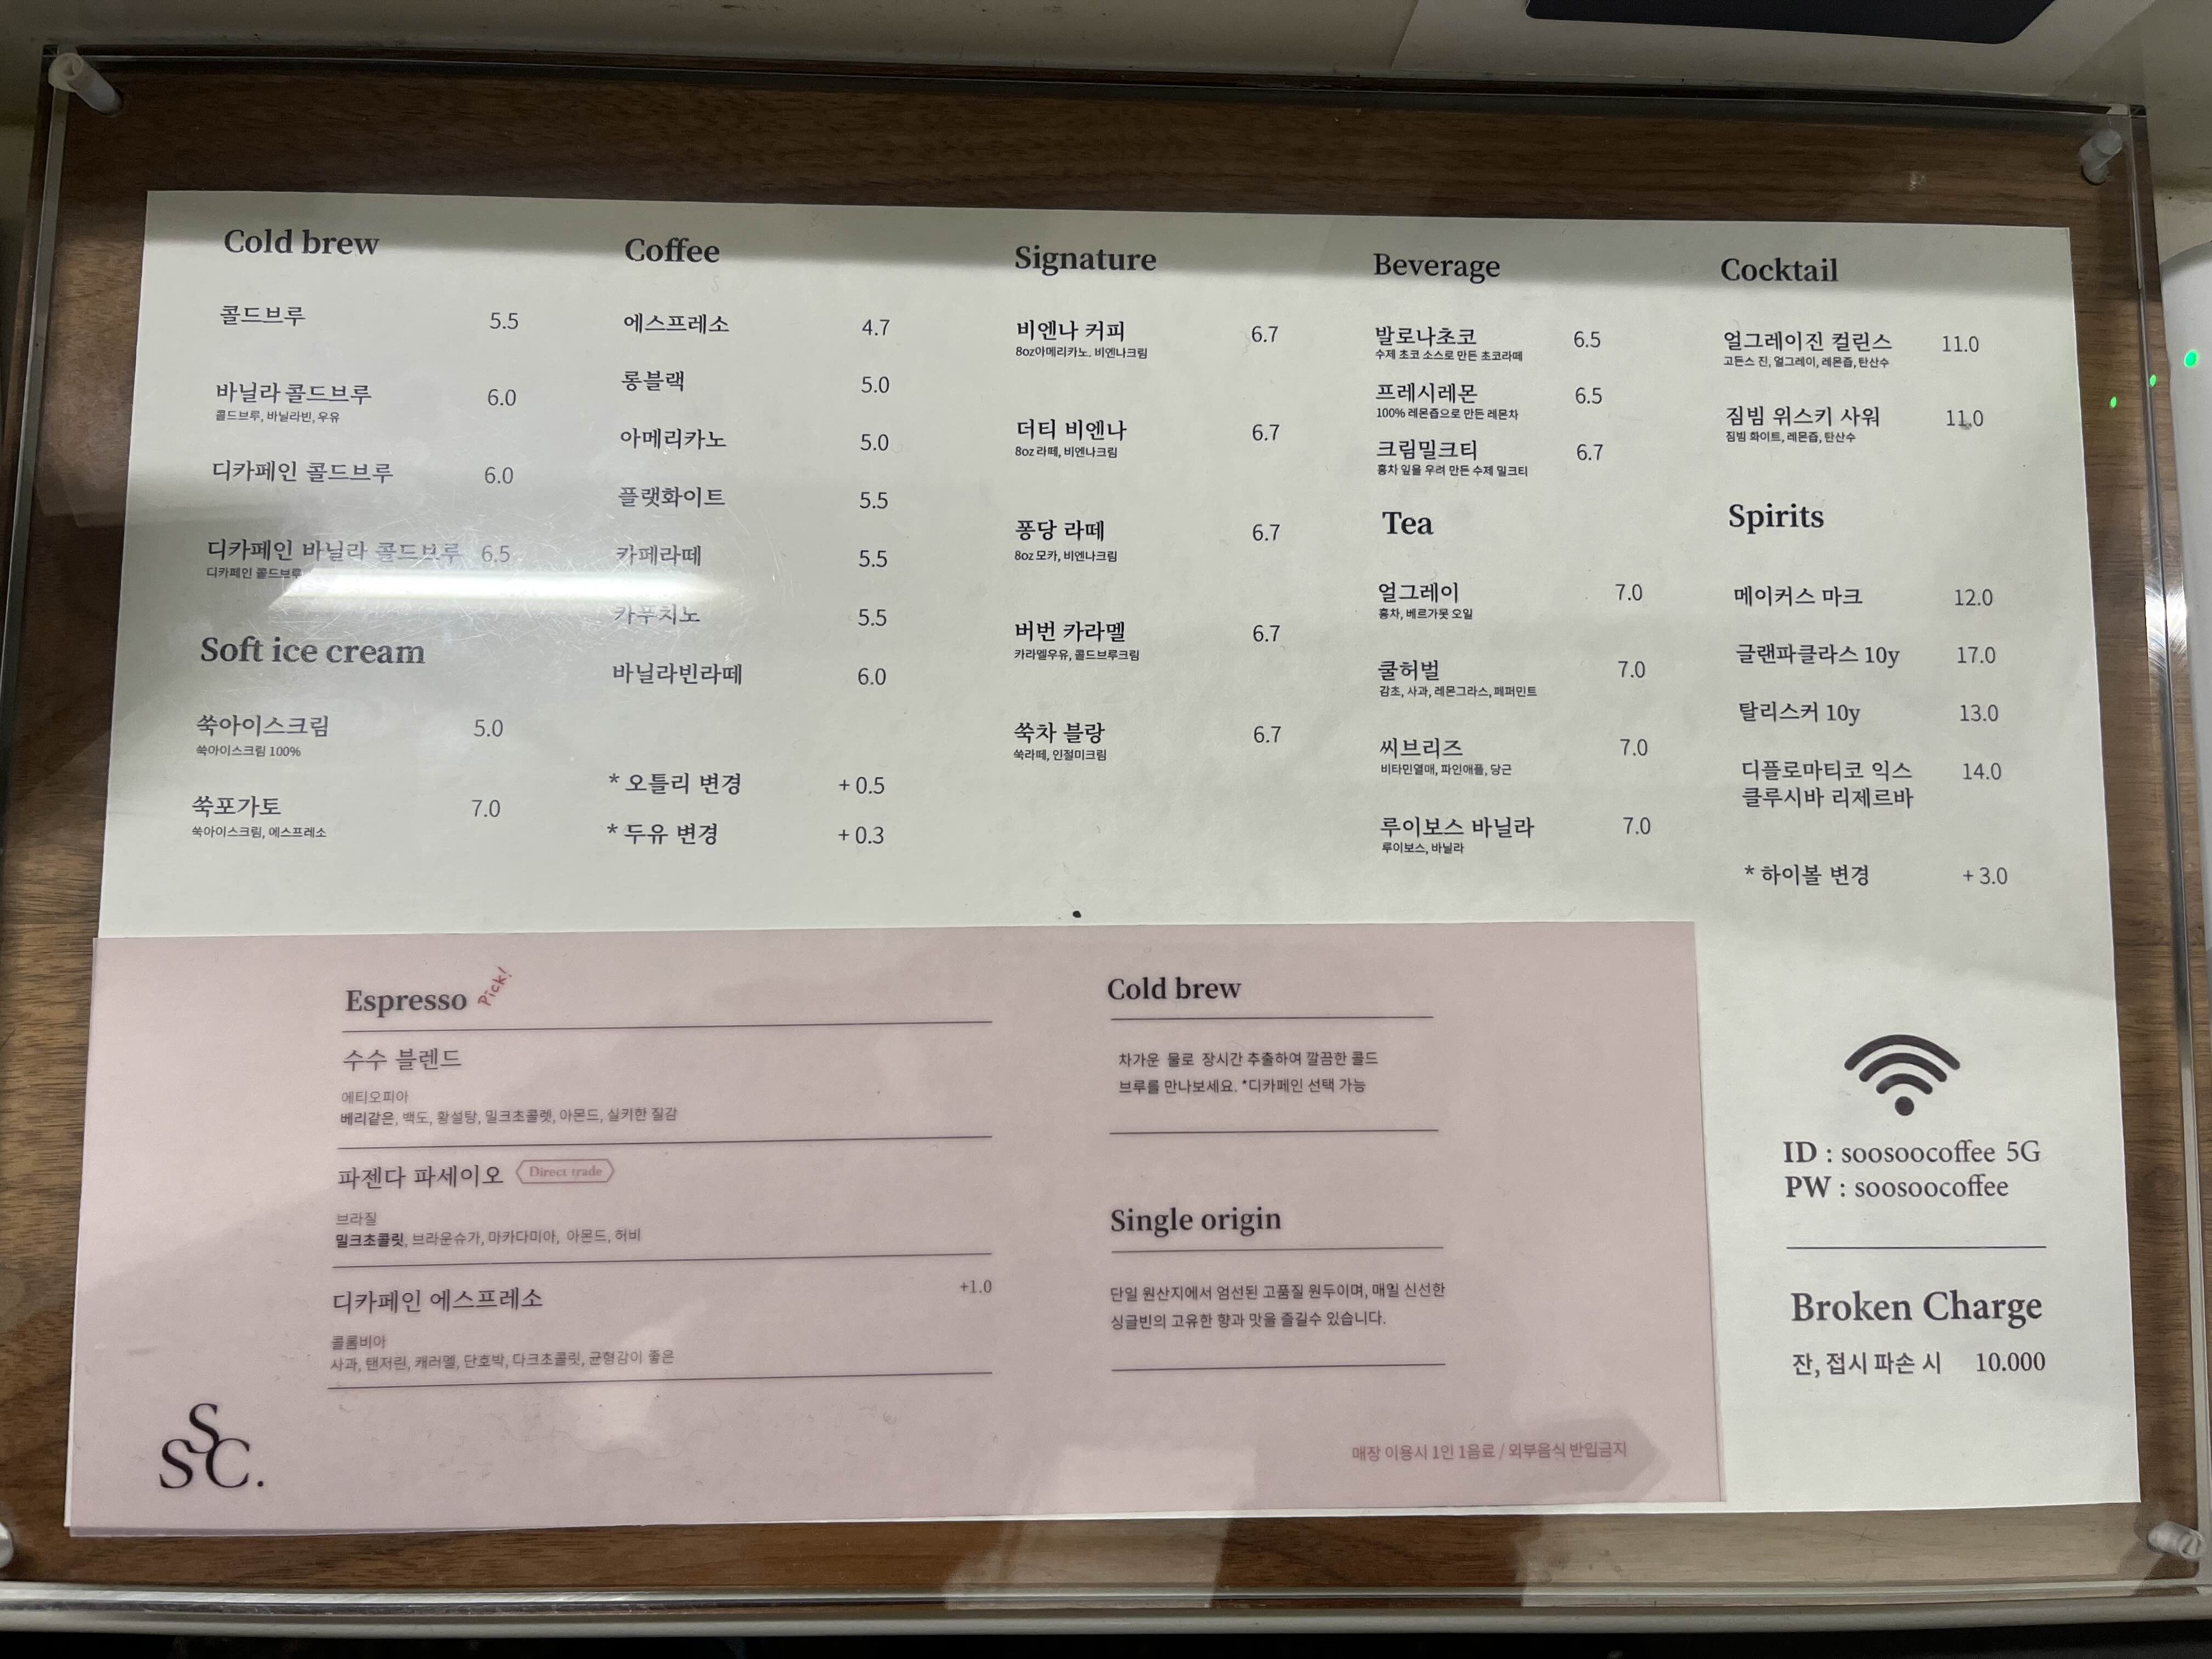 Cold brew
콜드브루 5.5
바닐라 콜드브루 6.0
콜드브루, 바닐라빈, 우유
디카페인 콜드브루 6.0
디카페인 바닐라 콜드브루 6.5
디카페인 콜드브루
Soft ice cream
쑥아이스크림 5.0
쑥아이스크림 100%
쑥포가토 7.0
쑥아이스크림, 에스프레소
Coffee
에스프레소 4.7
롱블랙 5.0
아메리카노 5.0
플랫화이트 5.5
카페라떼 5.5
카푸치노 5.5
바닐라빈라떼 6.0
* 오틀리 변경 + 0.5
* 두유 변경 + 0.3
Signature
비엔나 커피 6.7
8oz아메리카노. 비엔나크림
더티 비엔나 6.7
8oz 라떼, 비엔나크림
퐁당 라떼 6.7
8oz 모카, 비엔나크림
버번 카라멜 6.7
카라멜우유, 콜드브루크림
쑥차 블랑 6.7
쑥라떼, 인절미크림
Beverage
발로나초코 6.5
수제 초코 소스로 만든 초코라떼
프레시레몬 6.5
100% 레몬즙으로 만든 레몬차
크림밀크티 6.7
홍차 잎을 우려 만든 수제 밀크티
Tea
얼그레이 7.0
홍차, 베르가못 오일
쿨허벌 7.0
감초, 사과, 레몬그라스, 페퍼민트
씨브리즈 7.0
비타민열매, 파인애플, 당근
루이보스 바닐라 7.0
루이보스, 바닐라
Cocktail
얼그레이진 컬린스 11.0
고든스 진, 얼그레이, 레몬즙, 탄산수
짐빔 위스키 사워 11.0
짐빔 화이트, 레몬즙, 탄산수
Spirits
메이커스 마크 12.0
글랜파클라스 10y 17.0
탈리스커 10y 13.0
디플로마티코 익스 14.0
클루시바 리제르바
* 하이볼 변경 + 3.0
Espresso Pick!
수수 블렌드
에티오피아
베리같은, 백도, 황설탕, 밀크초콜렛, 아몬드, 실키한 질감
파젠다 파세이오 Direct trade
브라질
밀크초콜릿, 브라운슈가, 마카다미아, 아몬드, 허비
디카페인 에스프레소 +1.0
콜롬비아
사과, 탠저린, 캐러멜, 단호박, 다크초콜릿, 균형감이 좋은
Cold brew
차가운 물로 장시간 추출하여 깔끔한 콜드
브루를 만나보세요. *디카페인 선택 가능
Single origin
단일 원산지에서 엄선된 고품질 원두이며, 매일 신선한
싱글빈의 고유한 향과 맛을 즐길수 있습니다.
매장 이용시 1인 1음료 / 외부음식 반입금지
SSC.
ID : soosoocoffee 5G
PW : soosoocoffee
Broken Charge
잔, 접시 파손 시 10.000